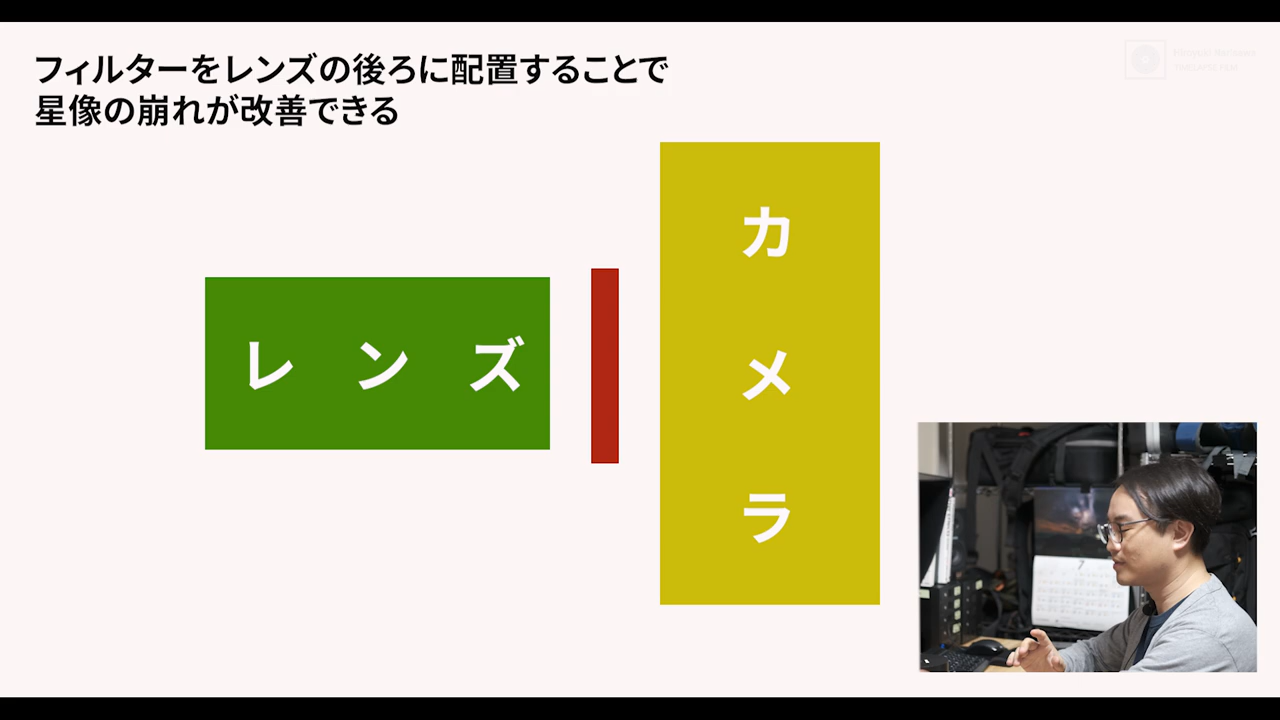 フィルターをレンズの後ろに配置することで
星像の崩れが改善できる
レンズ
カメラ
7